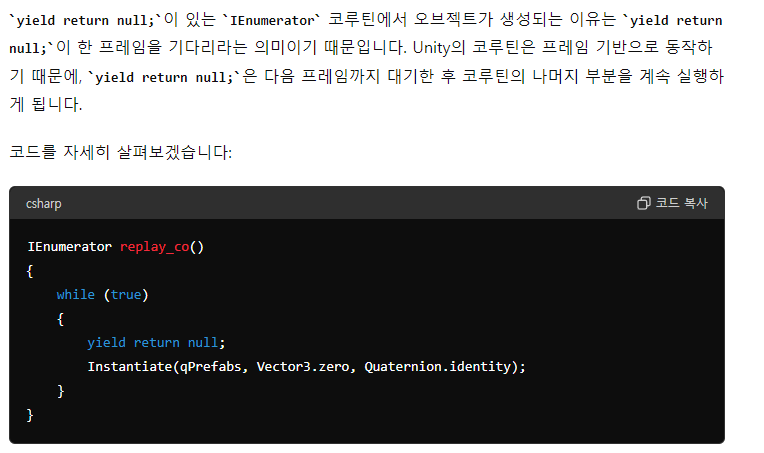 `yield return null;`이 있는 `IEnumerator` 코루틴에서 오브젝트가 생성되는 이유는 `yield return
null;`이 한 프레임을 기다리라는 의미이기 때문입니다. Unity의 코루틴은 프레임 기반으로 동작하
기 때문에, `yield return null;`은 다음 프레임까지 대기한 후 코루틴의 나머지 부분을 계속 실행하
게 됩니다.
코드를 자세히 살펴보겠습니다:
csharp
코드 복사
IEnumerator replay_co()
{
    while (true)
    {
        yield return null;
        Instantiate(qPrefabs, Vector3.zero, Quaternion.identity);
    }
}